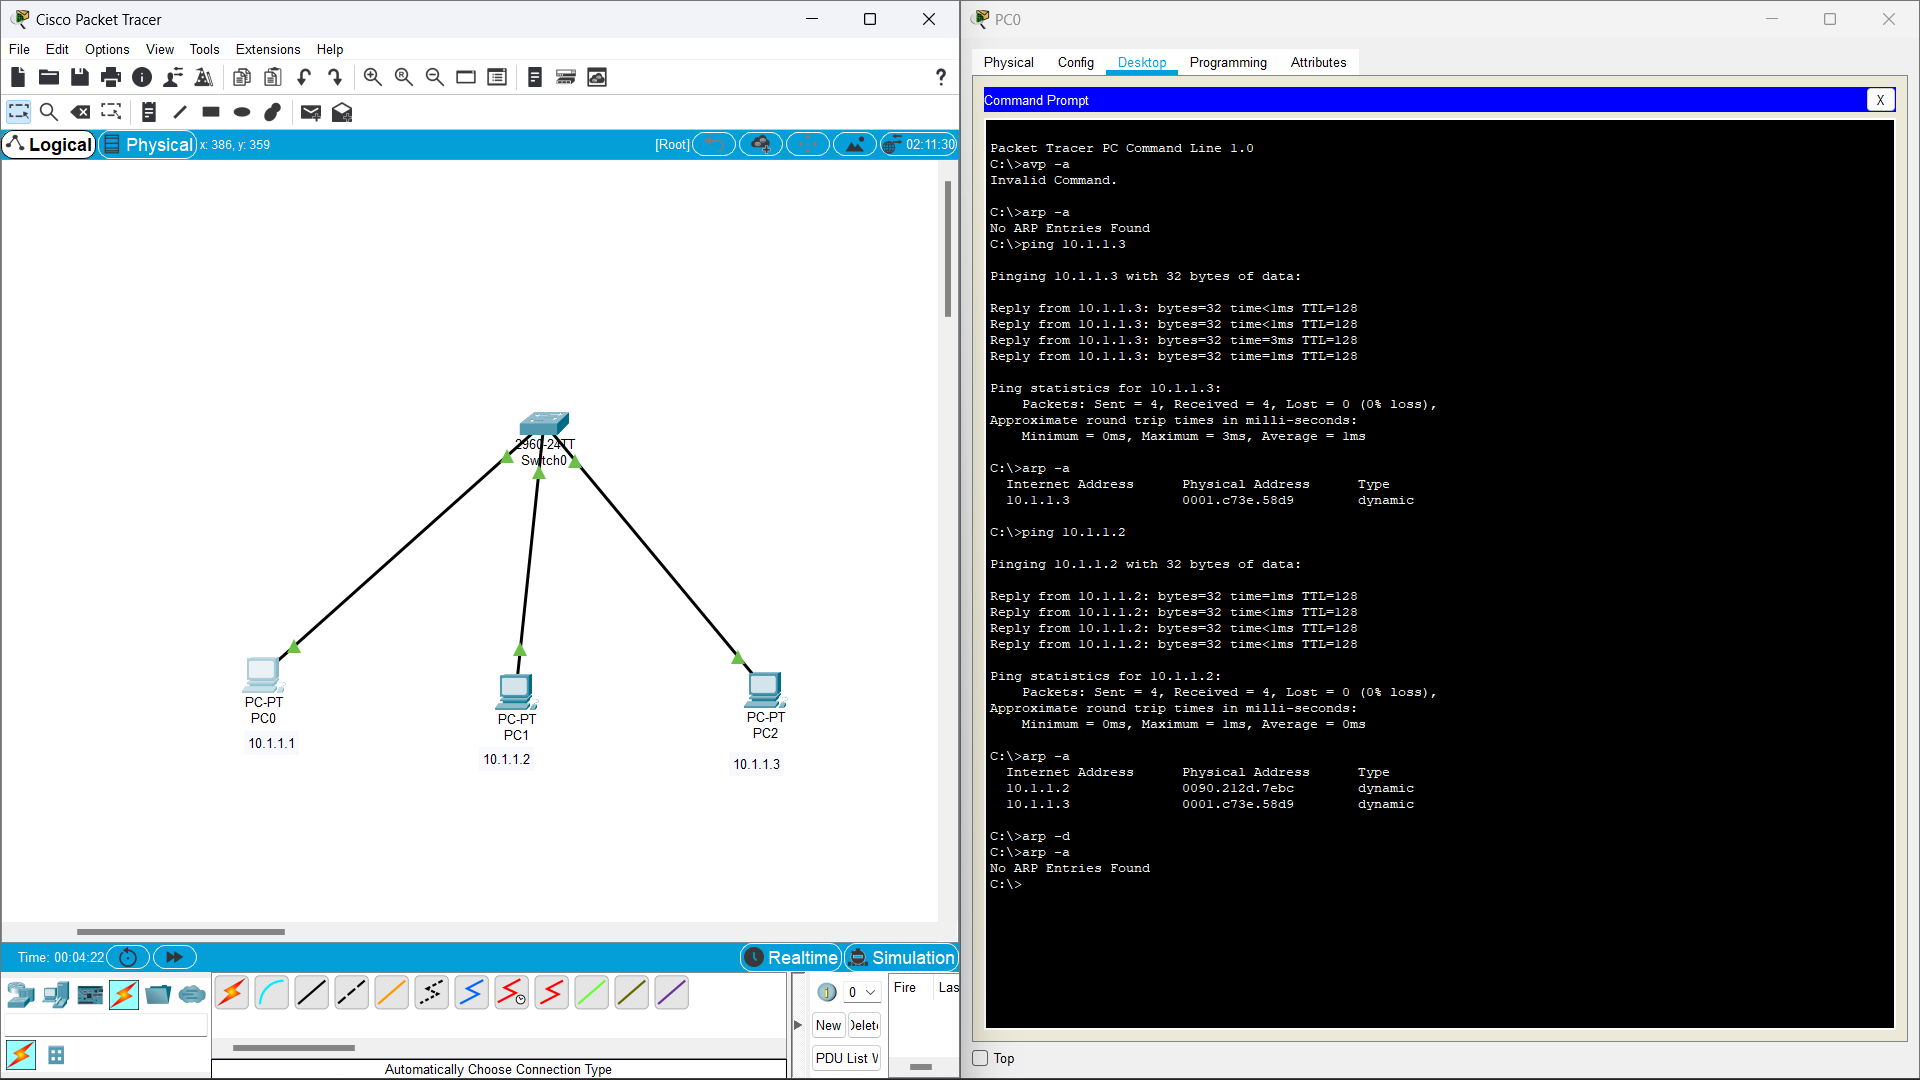 Cisco Packet Tracer
File Edit Options View Tools Extensions Help
?
Logical Physical x: 386, y: 359 [Root] 02:11:30
2960-24TT
Switch0
PC-PT
PC0
10.1.1.1
PC-PT
PC1
10.1.1.2
PC-PT
PC2
10.1.1.3
Time: 00:04:22 Realtime Simulation
0
New Delete
PDU List W
Fire Las
Automatically Choose Connection Type
PC0
Physical Config Desktop Programming Attributes
Command Prompt X
Packet Tracer PC Command Line 1.0
C:\>avp -a
Invalid Command.
C:\>arp -a
No ARP Entries Found
C:\>ping 10.1.1.3
Pinging 10.1.1.3 with 32 bytes of data:
Reply from 10.1.1.3: bytes=32 time<1ms TTL=128
Reply from 10.1.1.3: bytes=32 time<1ms TTL=128
Reply from 10.1.1.3: bytes=32 time=3ms TTL=128
Reply from 10.1.1.3: bytes=32 time=1ms TTL=128
Ping statistics for 10.1.1.3:
Packets: Sent = 4, Received = 4, Lost = 0 (0% loss),
Approximate round trip times in milli-seconds:
Minimum = 0ms, Maximum = 3ms, Average = 1ms
C:\>arp -a
Internet Address Physical Address Type
10.1.1.3 0001.c73e.58d9 dynamic
C:\>ping 10.1.1.2
Pinging 10.1.1.2 with 32 bytes of data:
Reply from 10.1.1.2: bytes=32 time=1ms TTL=128
Reply from 10.1.1.2: bytes=32 time<1ms TTL=128
Reply from 10.1.1.2: bytes=32 time<1ms TTL=128
Reply from 10.1.1.2: bytes=32 time<1ms TTL=128
Ping statistics for 10.1.1.2:
Packets: Sent = 4, Received = 4, Lost = 0 (0% loss),
Approximate round trip times in milli-seconds:
Minimum = 0ms, Maximum = 1ms, Average = 0ms
C:\>arp -a
Internet Address Physical Address Type
10.1.1.2 0090.212d.7ebc dynamic
10.1.1.3 0001.c73e.58d9 dynamic
C:\>arp -d
C:\>arp -a
No ARP Entries Found
C:\>
Top